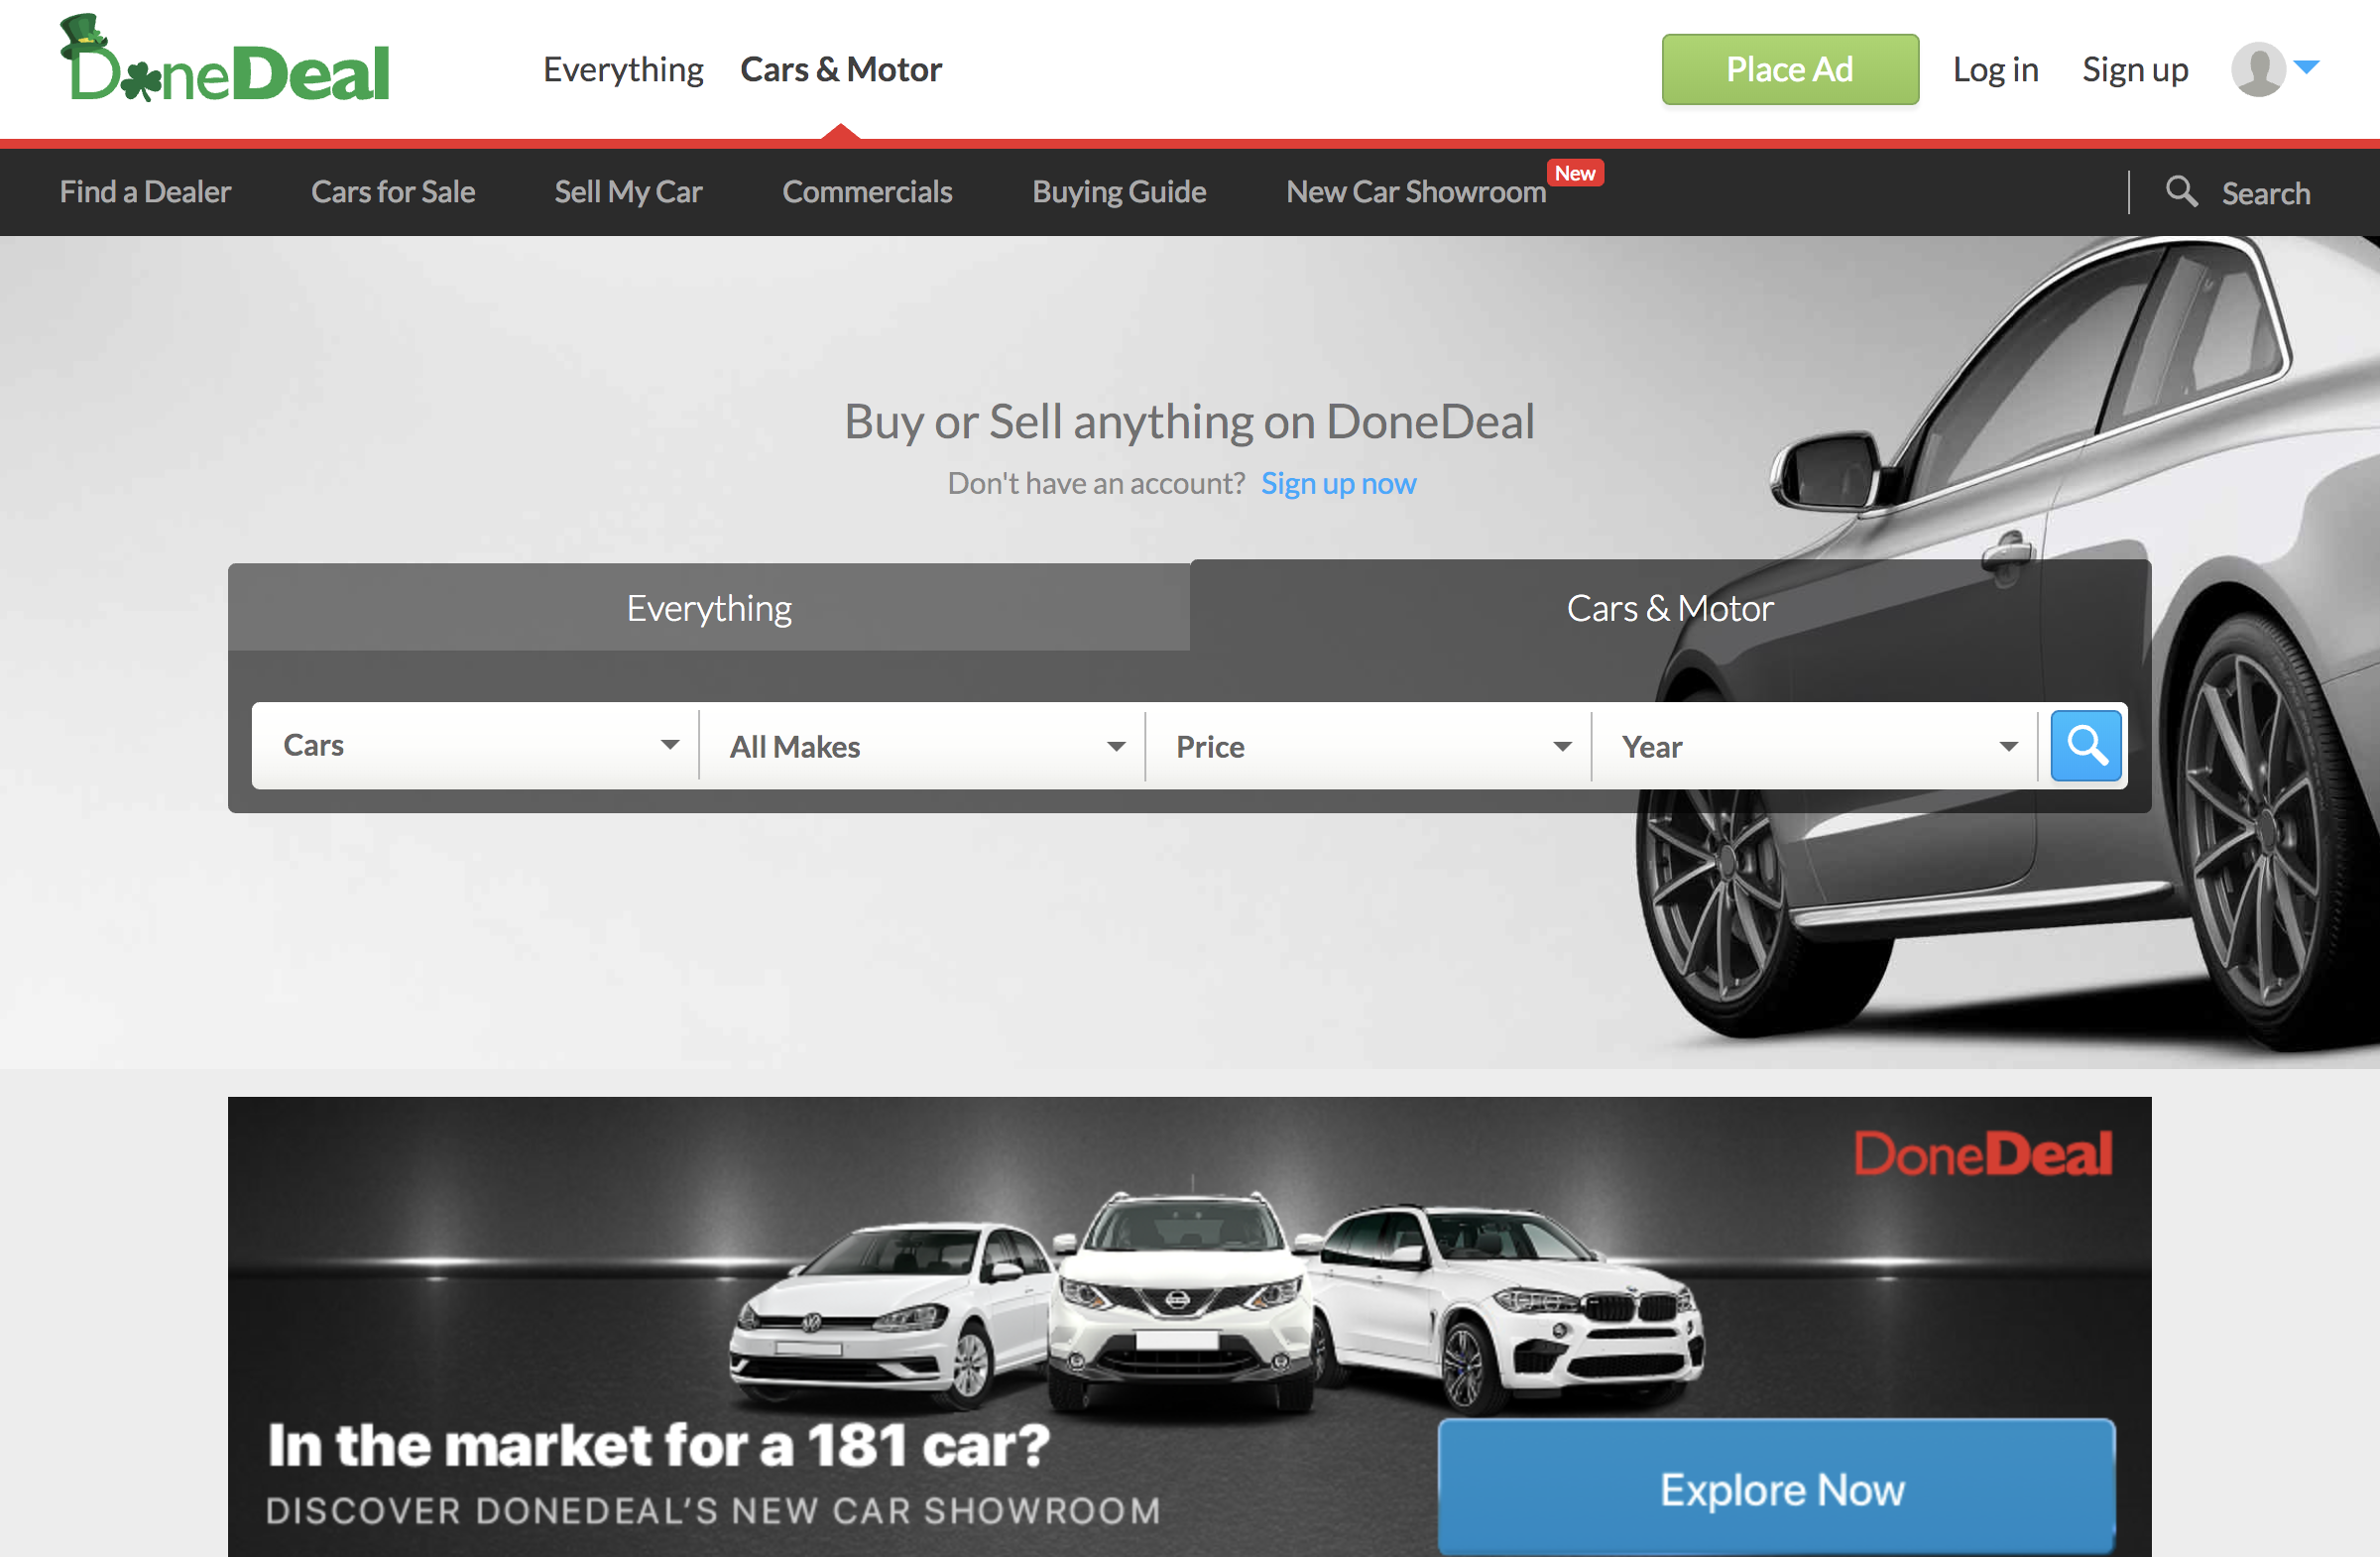 DoneDeal
Everything Cars & Motor
Place Ad Log in Sign up
Find a Dealer Cars for Sale Sell My Car Commercials Buying Guide New Car Showroom New
Search
Buy or Sell anything on DoneDeal
Don't have an account? Sign up now
Everything Cars & Motor
Cars All Makes Price Year
DoneDeal
In the market for a 181 car?
DISCOVER DONEDEAL'S NEW CAR SHOWROOM
Explore Now